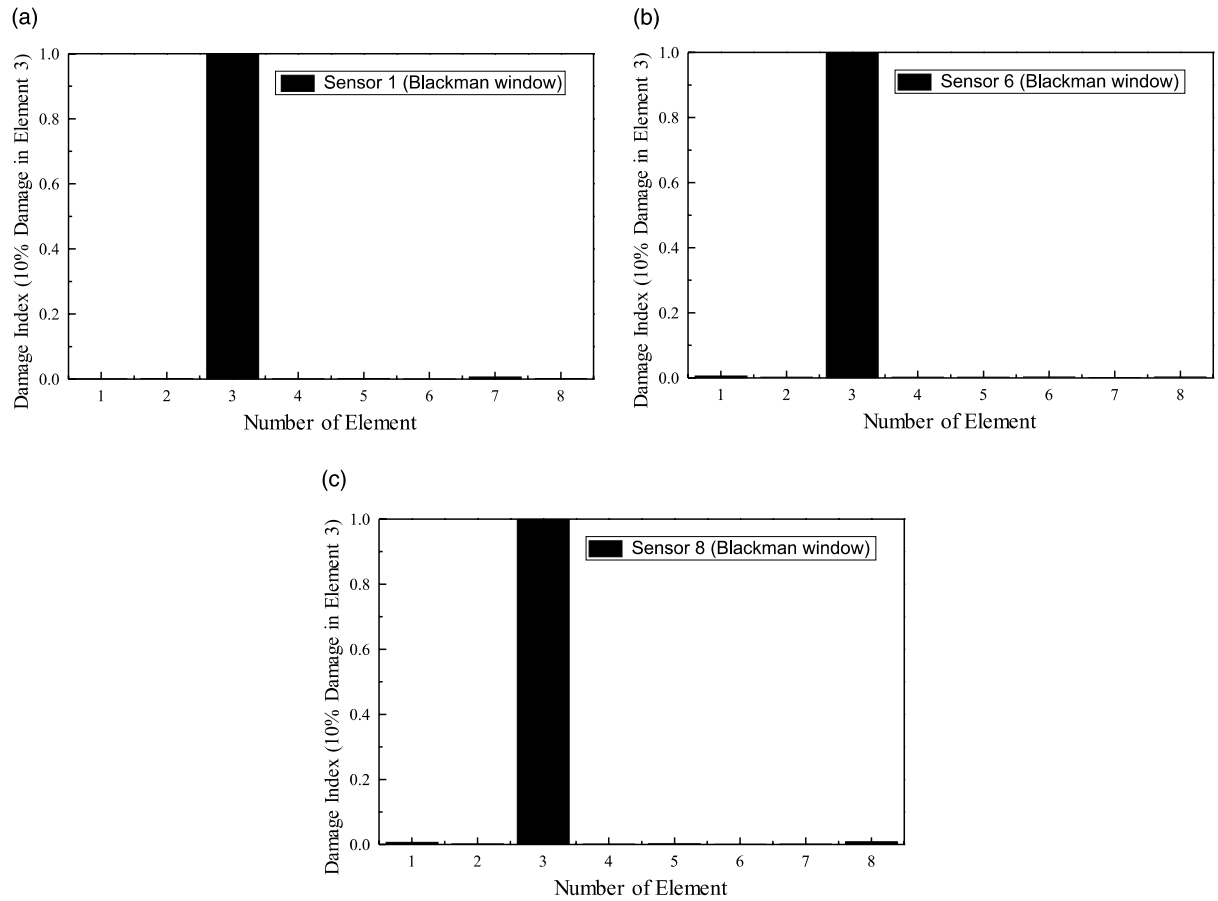 (a)
Damage Index (10% Damage in Element 3)
1.0
0.8
0.6
0.4
0.2
0.0
Sensor 1 (Blackman window)
1 2 3 4 5 6 7 8
Number of Element
(b)
Damage Index (10% Damage in Element 3)
1.0
0.8
0.6
0.4
0.2
0.0
Sensor 6 (Blackman window)
1 2 3 4 5 6 7 8
Number of Element
(c)
Damage Index (10% Damage in Element 3)
1.0
0.8
0.6
0.4
0.2
0.0
Sensor 8 (Blackman window)
1 2 3 4 5 6 7 8
Number of Element